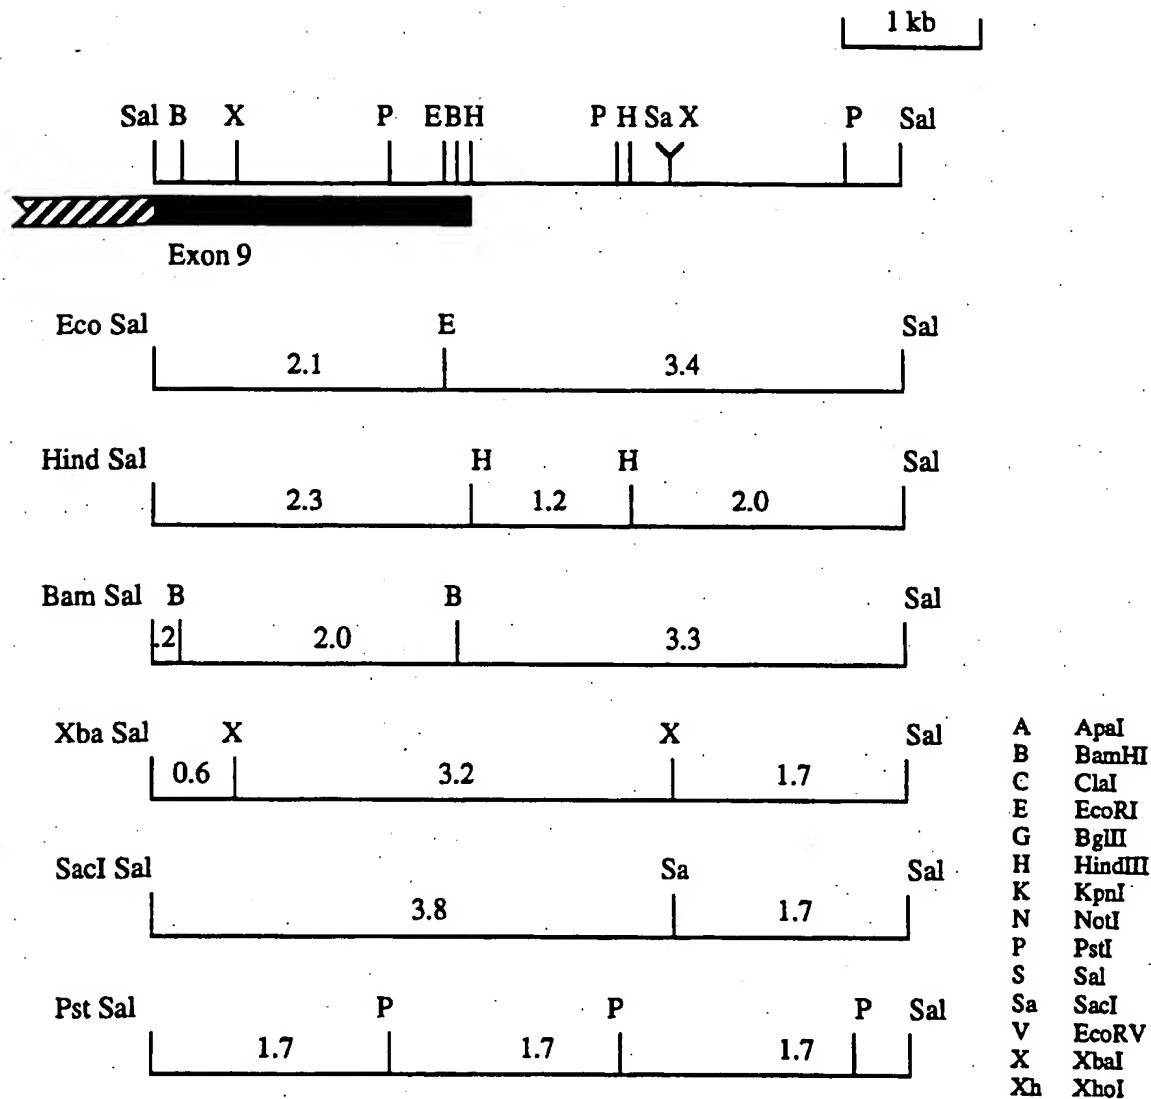 1 kb
Sal B X P E B H P H Sa X P Sal
Exon 9
Eco Sal E Sal
2.1 3.4
Hind Sal H H Sal
2.3 1.2 2.0
Bam Sal B B Sal
.2 2.0 3.3
Xba Sal X X Sal
0.6 3.2 1.7
SacI Sal Sa Sal
3.8 1.7
Pst Sal P P P Sal
1.7 1.7 1.7
A ApaI
B BamHI
C ClaI
E EcoRI
G BglII
H HindIII
K KpnI
N NotI
P PstI
S Sal
Sa SacI
V EcoRV
X XbaI
Xh XhoI